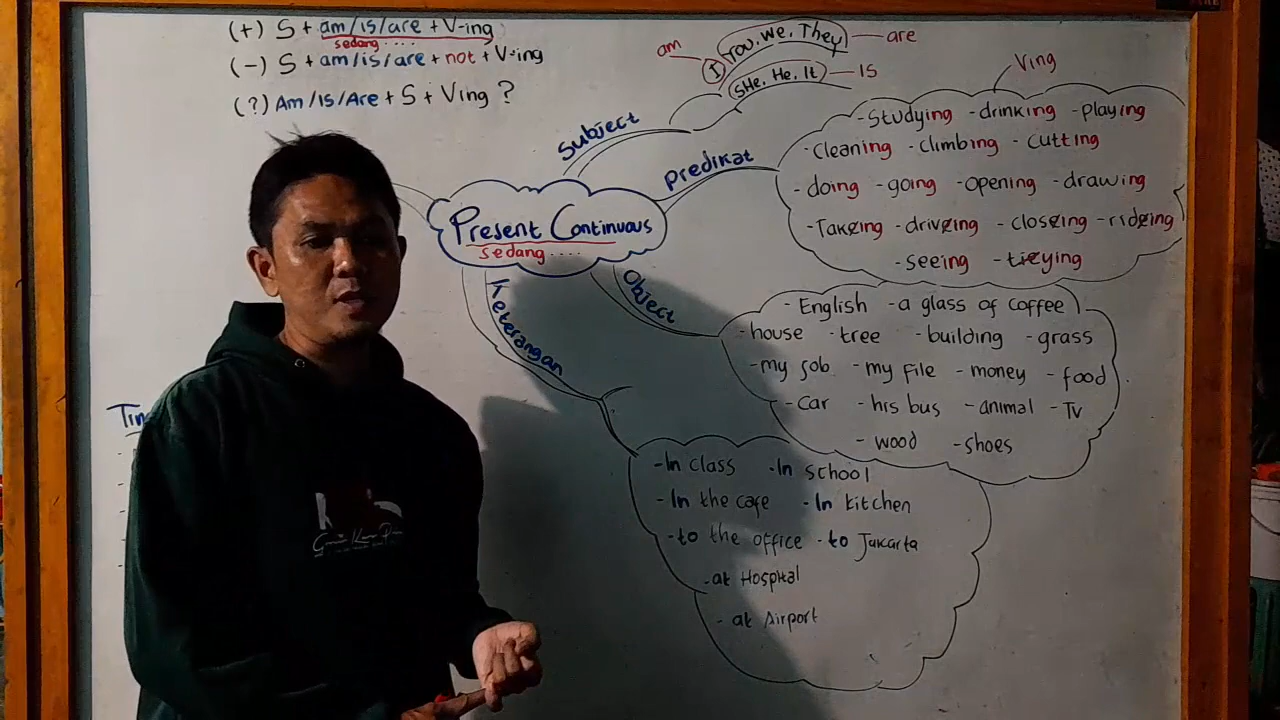 (+) S + am/is/are + V-ing
sedang ....
(-) S + am/is/are + not + V-ing
(?) Am/Is/Are + S + Ving ?
am
I
You, We, They
are
SHe, He, It
IS
Subject
predikat
Ving
- Studying - drinking - playing
- cleaning - climbing - cutting
- doing - going - opening - drawing
- Taking - driving - closing - riding
- seeing - tieying
Present Continuous
sedang ....
Object
- English - a glass of coffee
- house - tree - building - grass
- my job - my file - money - food
- car - his bus - animal - Tv
- wood - shoes
Keterangan
- In class - In school
- In the cafe - In kitchen
- to the office - to Jakarta
- at Hospital
- at Airport